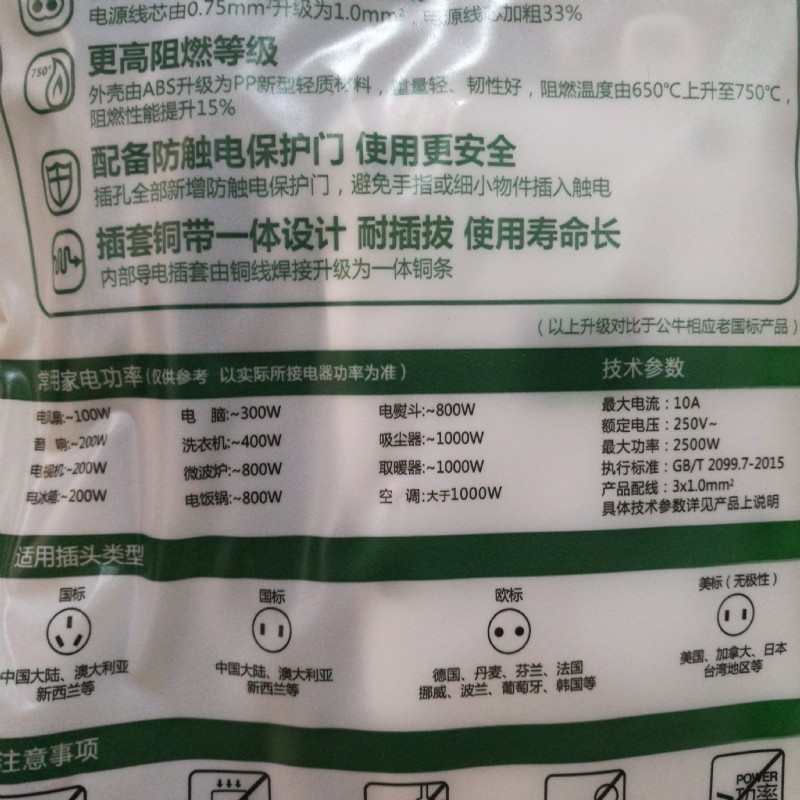 电源线芯由0.75mm²升级为1.0mm²，电源线芯加粗33%
750°
更高阻燃等级
外壳由ABS升级为PP新型轻质材料，重量轻、韧性好，阻燃温度由650℃上升至750℃，
阻燃性能提升15%
配备防触电保护门 使用更安全
插孔全部新增防触电保护门，避免手指或细小物件插入触电
插套铜带一体设计 耐插拔 使用寿命长
内部导电插套由铜线焊接升级为一体铜条
（以上升级对比于公牛相应老国标产品）
常用家电功率（仅供参考 以实际所接电器功率为准）
电风扇:~100W 电 脑:~300W 电熨斗:~800W
音 响:~200W 洗衣机:~400W 吸尘器:~1000W
电视机:~200W 微波炉:~800W 取暖器:~1000W
电冰箱:~200W 电饭锅:~800W 空 调:大于1000W
技术参数
最大电流：10A
额定电压：250V~
最大功率：2500W
执行标准：GB/T 2099.7-2015
产品配线：3x1.0mm²
具体技术参数详见产品上说明
适用插头类型
国标
中国大陆、澳大利亚
新西兰等
国标
中国大陆、澳大利亚
新西兰等
欧标
德国、丹麦、芬兰、法国
挪威、波兰、葡萄牙、韩国等
美标（无极性）
美国、加拿大、日本
台湾地区等
注意事项
POWER
功率